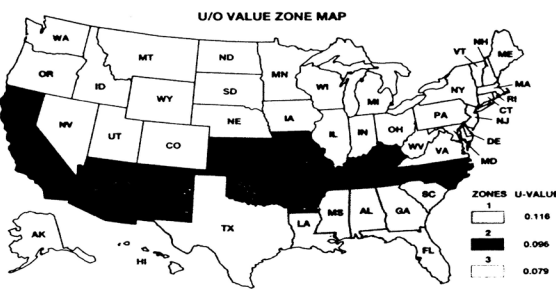 U/O VALUE ZONE MAP
WA
MT
ND
MN
VT
NH
ME
OR
ID
WY
SD
WI
MI
NY
MA
RI
CT
NV
UT
CO
NE
IA
IL
IN
OH
PA
NJ
WV
VA
DE
MD
TX
LA
MS
AL
GA
SC
FL
AK
HI
ZONES U-VALUE
1
0.116
2
0.096
3
0.079